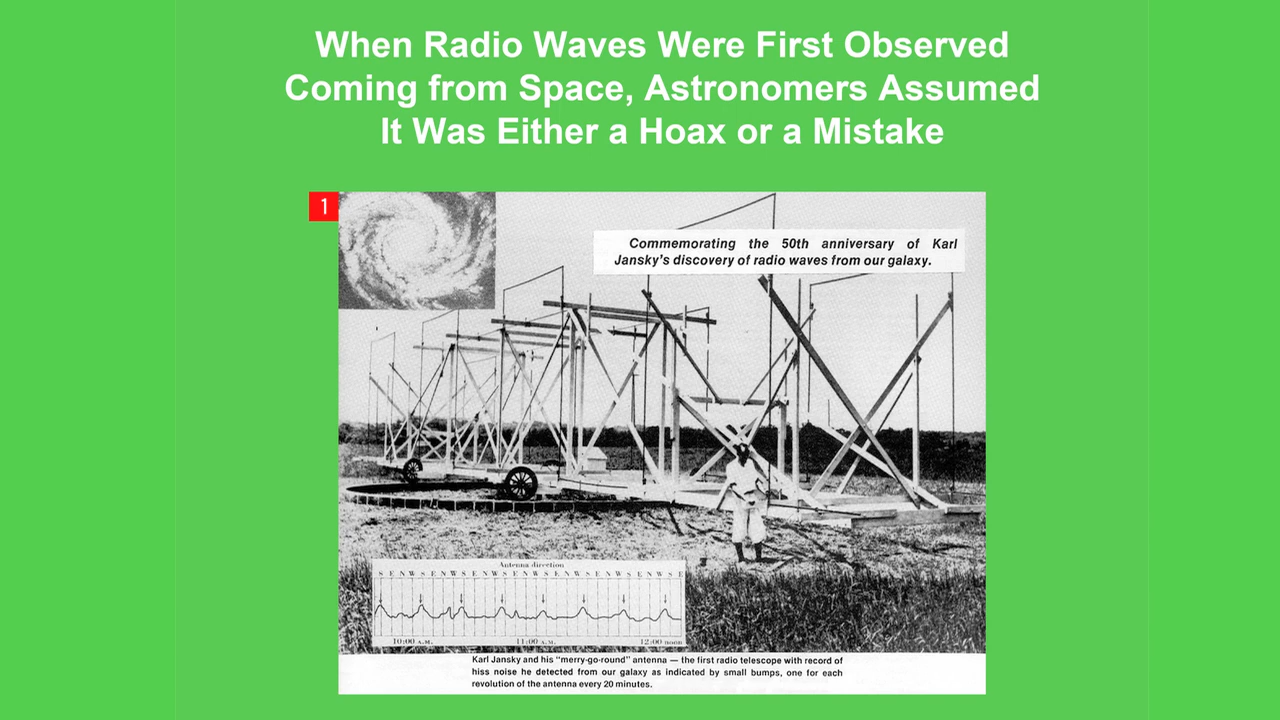 When Radio Waves Were First Observed
Coming from Space, Astronomers Assumed
It Was Either a Hoax or a Mistake
1
Commemorating the 50th anniversary of Karl
Jansky's discovery of radio waves from our galaxy.
Antenna direction
S E N W S E N W S E N W S E N W S E N W S E N W S E N W S E
10:00 A.M. 11:00 A.M. 12:00 noon
Karl Jansky and his "merry-go-round" antenna — the first radio telescope with record of
hiss noise he detected from our galaxy as indicated by small bumps, one for each
revolution of the antenna every 20 minutes.